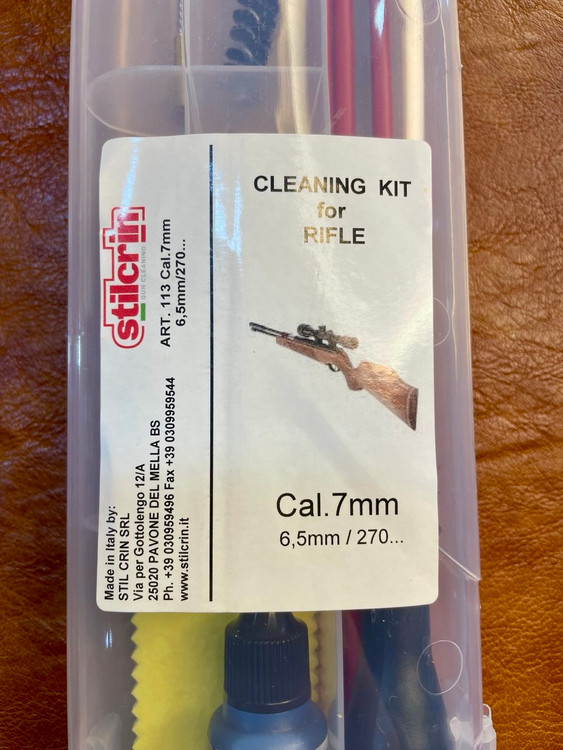 stilcrin
GUN CLEANING
ART. 113 Cal.7mm
6,5mm/270...
Made in Italy by:
STIL CRIN SRL
Via per Gottolengo 12/A
25020 PAVONE DEL MELLA BS
Ph. +39 030959496 Fax +39 0309959544
www.stilcrin.it
CLEANING KIT
for
RIFLE
Cal.7mm
6,5mm / 270...